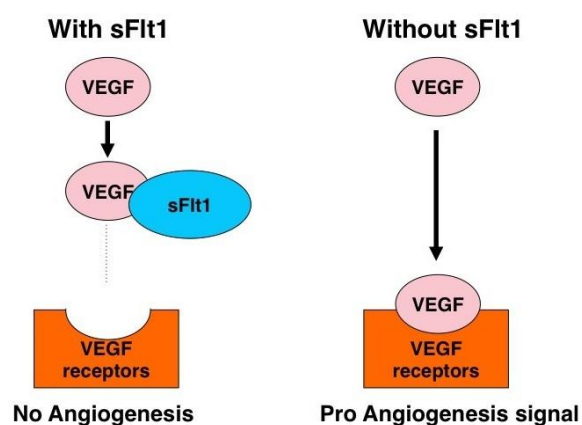 With sFlt1
VEGF
VEGF
sFlt1
VEGF
receptors
No Angiogenesis
Without sFlt1
VEGF
VEGF
VEGF
receptors
Pro Angiogenesis signal